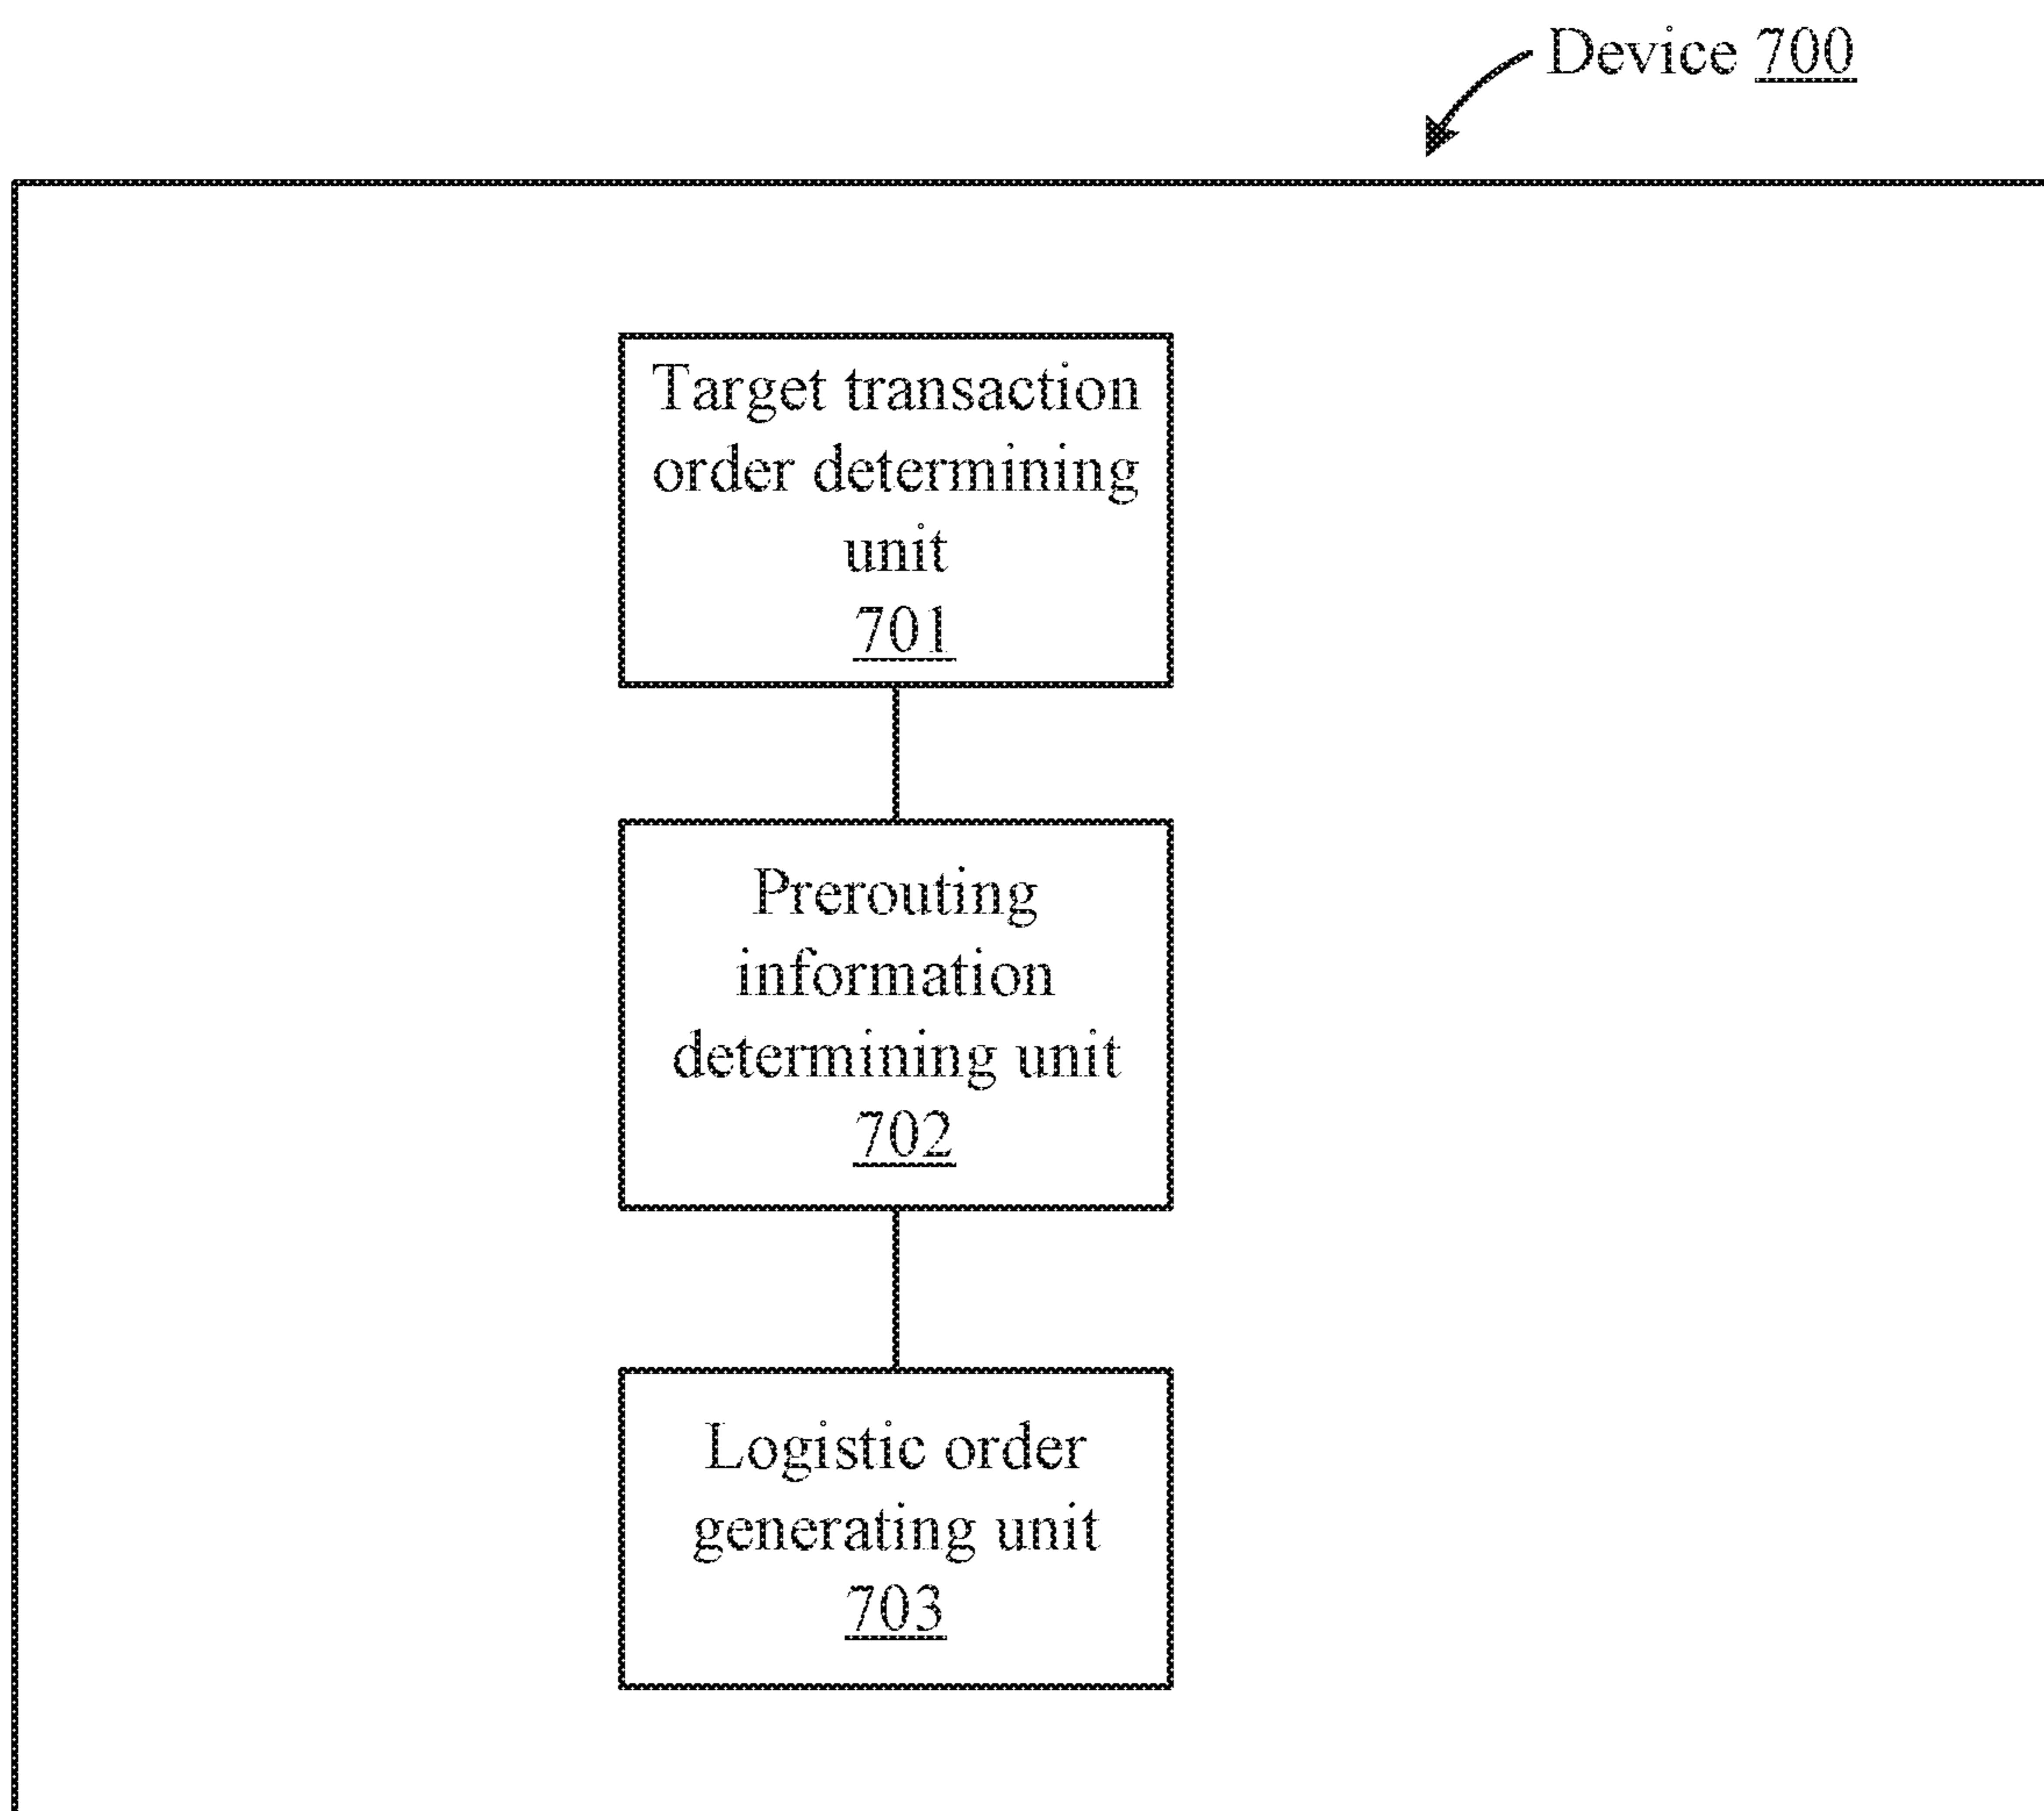 Device 700
Target transaction
order determining
unit
701
Prerouting
information
determining unit
702
Logistic order
generating unit
703